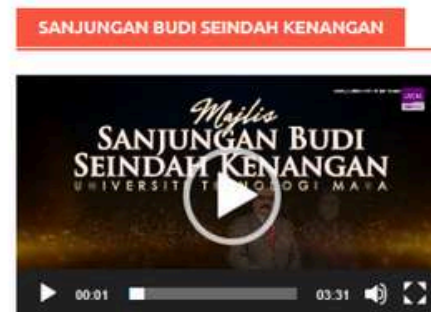 SANJUNGAN BUDI SEINDAH KENANGAN
Majlis
SANJUNGAN BUDI
SEINDAH KENANGAN
UNIVERSITI TEKNOLOGI MARA
00:01
03:31